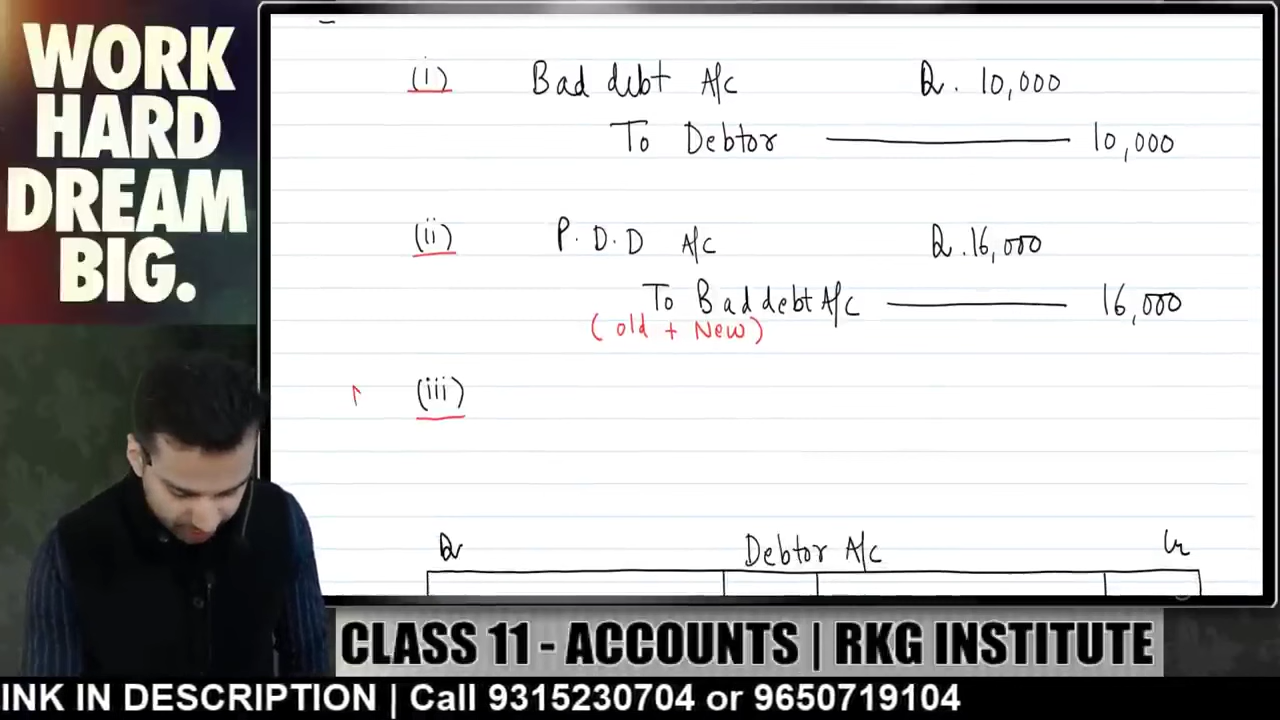 WORK
HARD
DREAM
BIG.
(i) Bad debt A/c Dr. 10,000
To Debtor 10,000
(ii) P.D.D A/c Dr. 16,000
To Bad debt A/c 16,000
(old + New)
(iii)
Dr Debtor A/c Cr
CLASS 11 - ACCOUNTS | RKG INSTITUTE
INK IN DESCRIPTION | Call 9315230704 or 9650719104